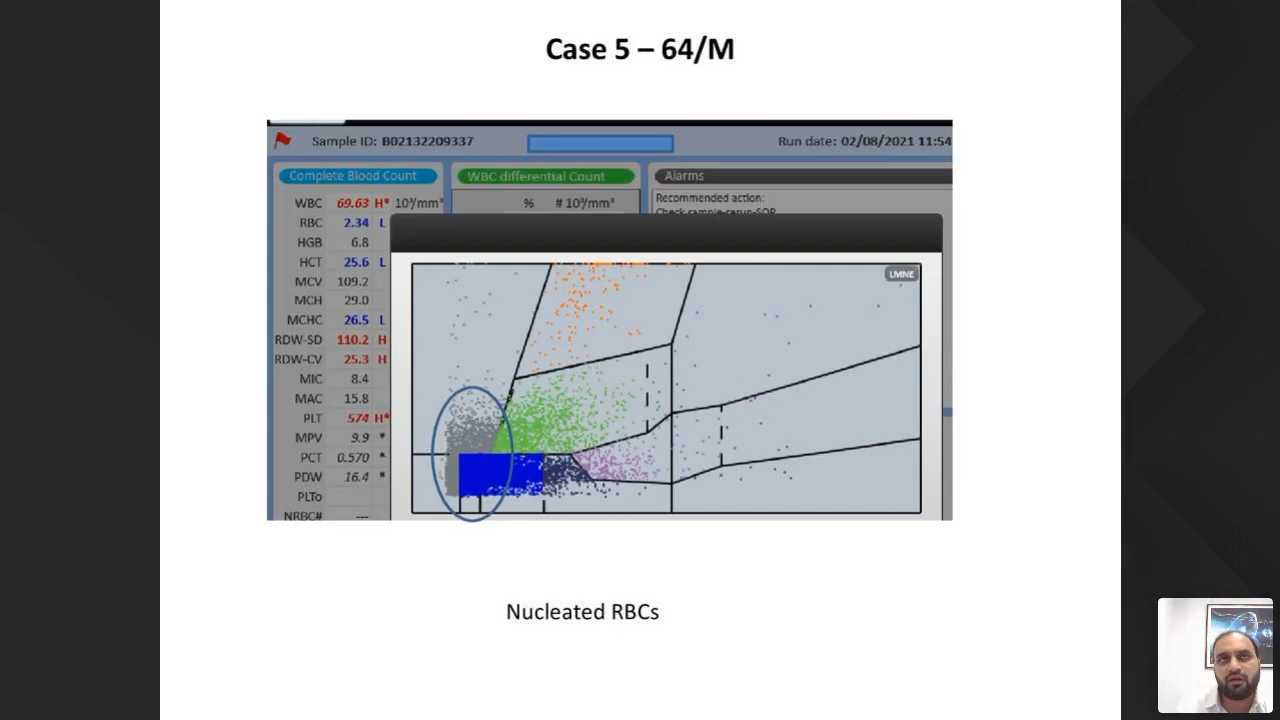 Case 5 – 64/M
Sample ID: B02132209337
Run date: 02/08/2021 11:54
Complete Blood Count
WBC differential Count
Alarms
WBC 69.63 H* 10³/mm³
% # 10³/mm³
Recommended action:
Check sample-rerun-SOP
RBC 2.34 L
HGB 6.8
HCT 25.6 L
MCV 109.2
MCH 29.0
MCHC 26.5 L
RDW-SD 110.2 H
RDW-CV 25.3 H
MIC 8.4
MAC 15.8
PLT 574 H*
MPV 9.9 *
PCT 0.570 *
PDW 16.4 *
PLTo
NRBC# ---
LMNE
Nucleated RBCs